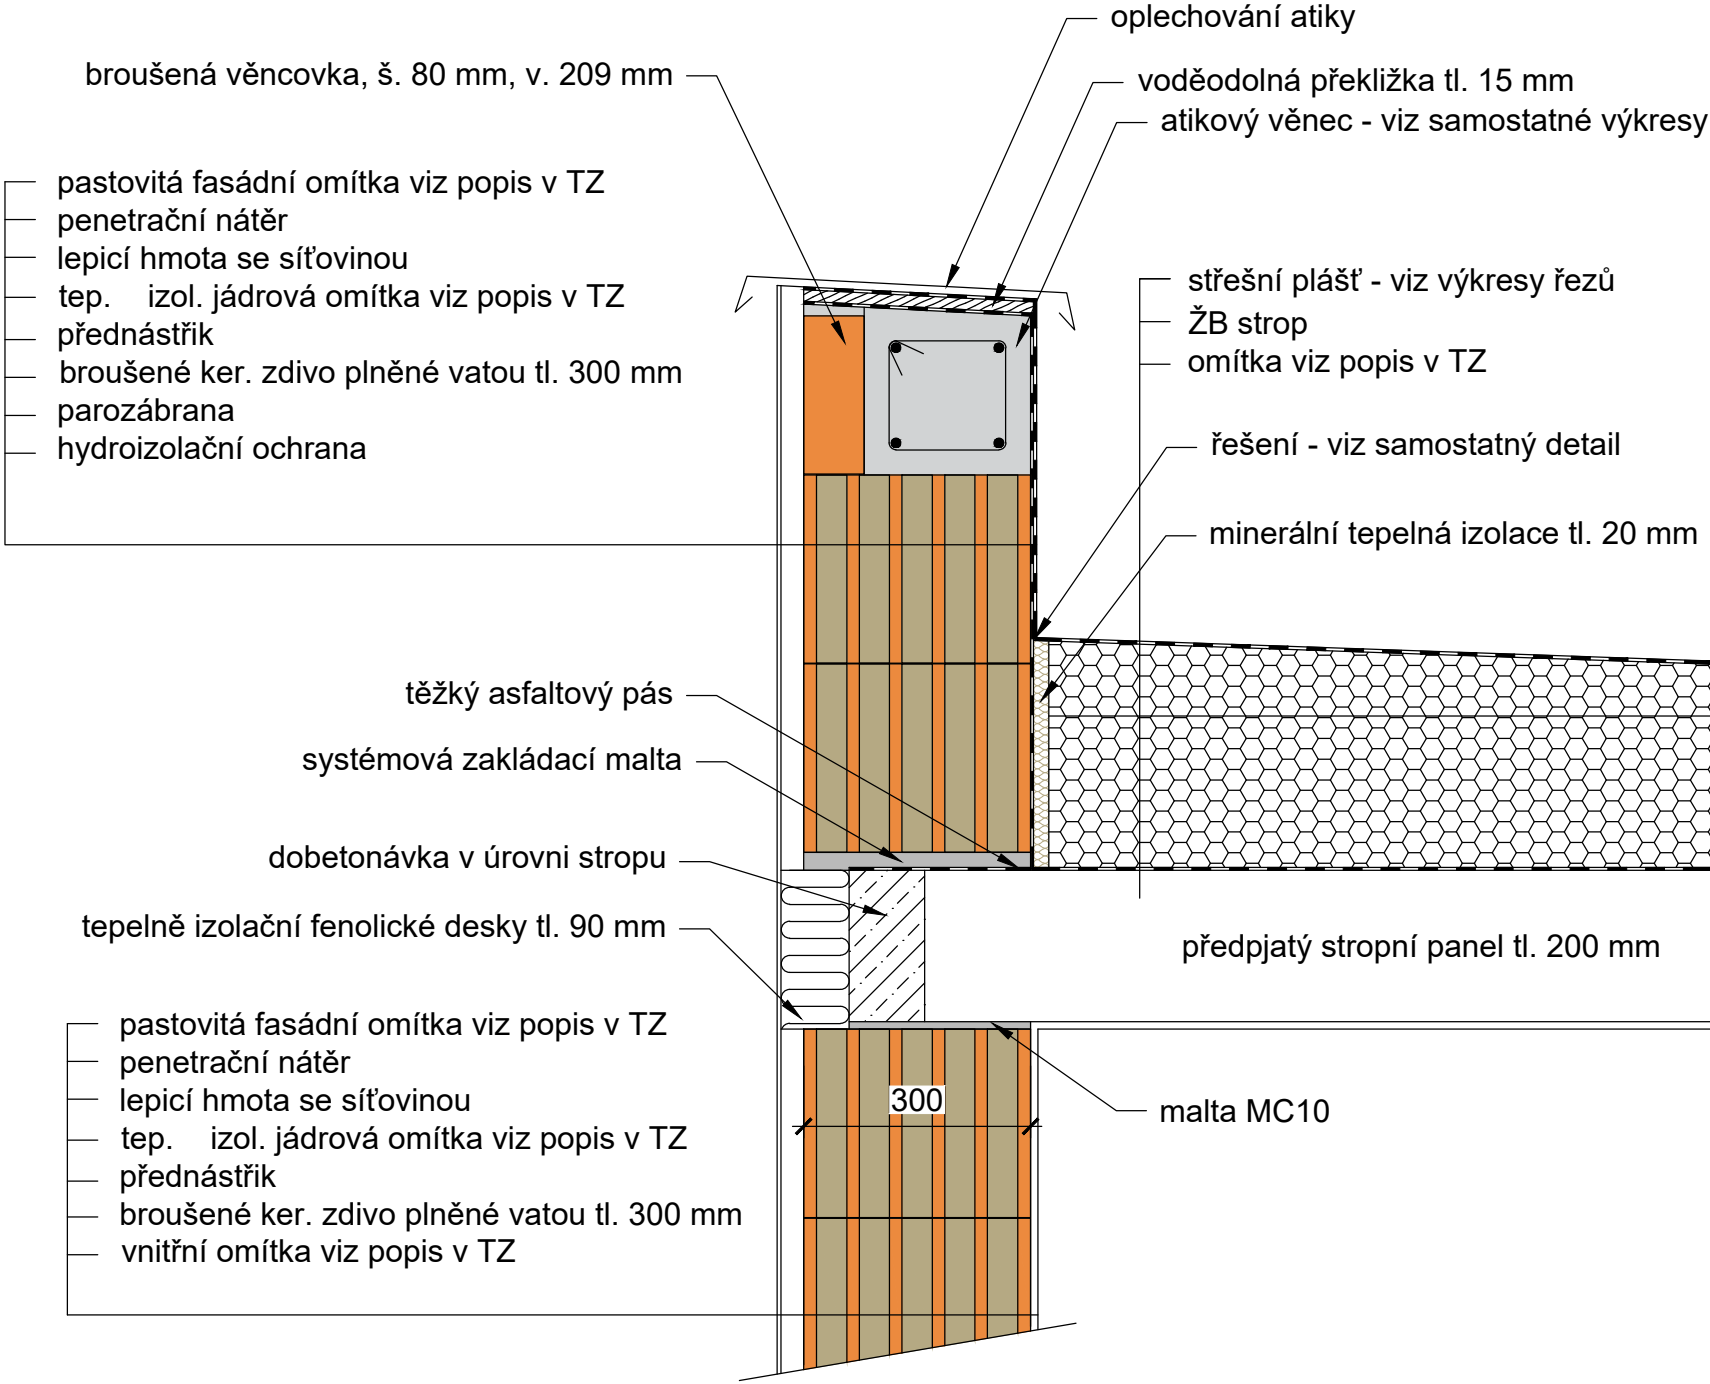 oplechování atiky
broušená věncovka, š. 80 mm, v. 209 mm
voděodolná překližka tl. 15 mm
atikový věnec - viz samostatné výkresy
pastovitá fasádní omítka viz popis v TZ
penetrační nátěr
lepicí hmota se síťovinou
tep. izol. jádrová omítka viz popis v TZ
přednástřik
broušené ker. zdivo plněné vatou tl. 300 mm
parozábrana
hydroizolační ochrana
střešní plášť - viz výkresy řezů
ŽB strop
omítka viz popis v TZ
řešení - viz samostatný detail
minerální tepelná izolace tl. 20 mm
těžký asfaltový pás
systémová zakládací malta
dobetonávka v úrovni stropu
tepelně izolační fenolické desky tl. 90 mm
předpjatý stropní panel tl. 200 mm
pastovitá fasádní omítka viz popis v TZ
penetrační nátěr
lepicí hmota se síťovinou
tep. izol. jádrová omítka viz popis v TZ
přednástřik
broušené ker. zdivo plněné vatou tl. 300 mm
vnitřní omítka viz popis v TZ
300
malta MC10